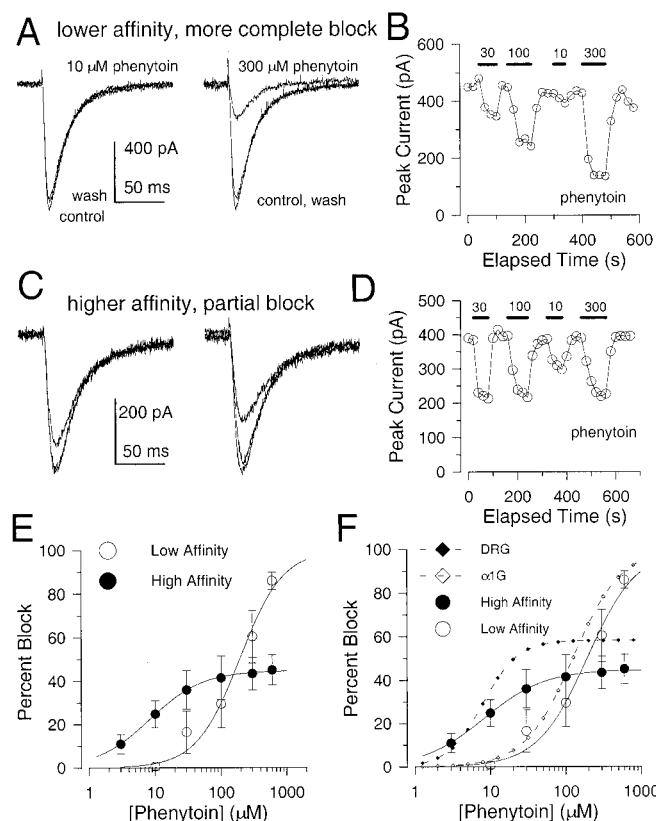 A lower affinity, more complete block
10 µM phenytoin
300 µM phenytoin
400 pA
50 ms
wash
control
control, wash
B
600
400
200
0
Peak Current (pA)
30 100 10 300
phenytoin
0 200 400 600
Elapsed Time (s)
C higher affinity, partial block
200 pA
50 ms
D
500
400
300
200
100
0
Peak Current (pA)
30 100 10 300
phenytoin
0 200 400 600
Elapsed Time (s)
E
Low Affinity
High Affinity
100
80
60
40
20
0
Percent Block
1 10 100 1000
[Phenytoin] (µM)
F
DRG
α1G
High Affinity
Low Affinity
100
80
60
40
20
0
Percent Block
1 10 100 1000
[Phenytoin] (µM)